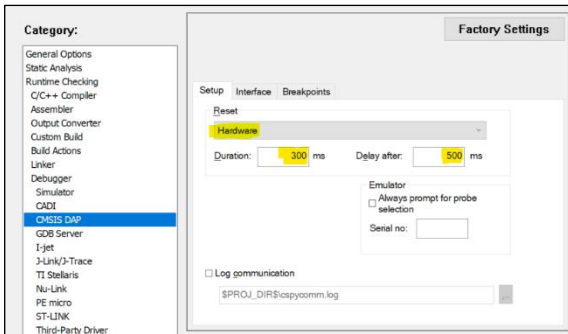 Category:
Factory Settings
General Options
Static Analysis
Runtime Checking
C/C++ Compiler
Assembler
Output Converter
Custom Build
Build Actions
Linker
Debugger
Simulator
CADI
CMSIS DAP
GDB Server
I-jet
J-Link/J-Trace
TI Stellaris
Nu-Link
PE micro
ST-LINK
Third-Party Driver
Setup Interface Breakpoints
Reset
Hardware
Duration: 300 ms Delay after: 500 ms
Emulator
Always prompt for probe
selection
Serial no:
Log communication
$PROJ_DIR$\cspycomm.log
...